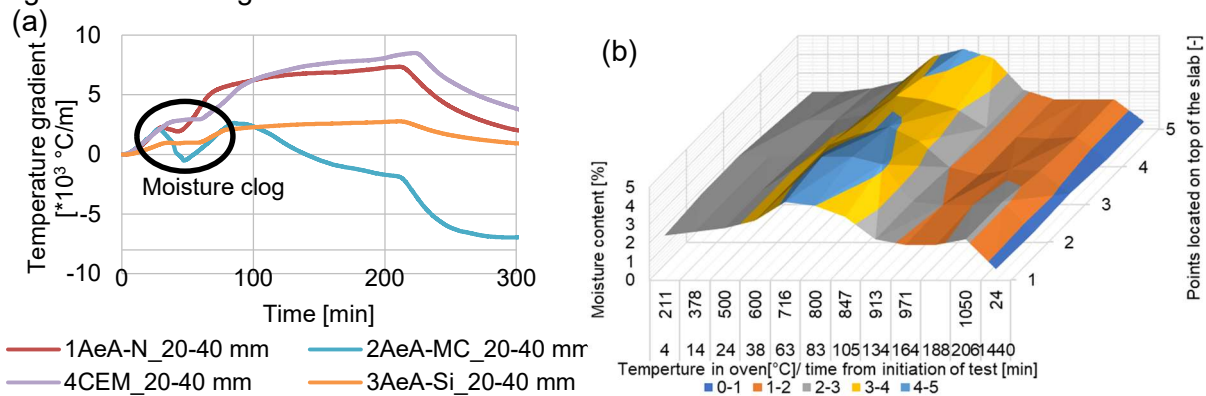 (a)
10
5
0
-5
-10
Temperature gradient
[*10³ °C/m]
Moisture clog
0
100
200
300
Time [min]
1AeA-N_20-40 mm
2AeA-MC_20-40 mm
4CEM_20-40 mm
3AeA-Si_20-40 mm
(b)
Moisture content [%]
5
4
3
2
1
0
5
4
3
2
1
Points located on top of the slab [-]
211 378 500 600 716 800 847 913 971 1050 24
4 14 24 38 63 83 105 134 164 188 206 1440
Temperture in oven[°C]/ time from initiation of test [min]
0-1 1-2 2-3 3-4 4-5